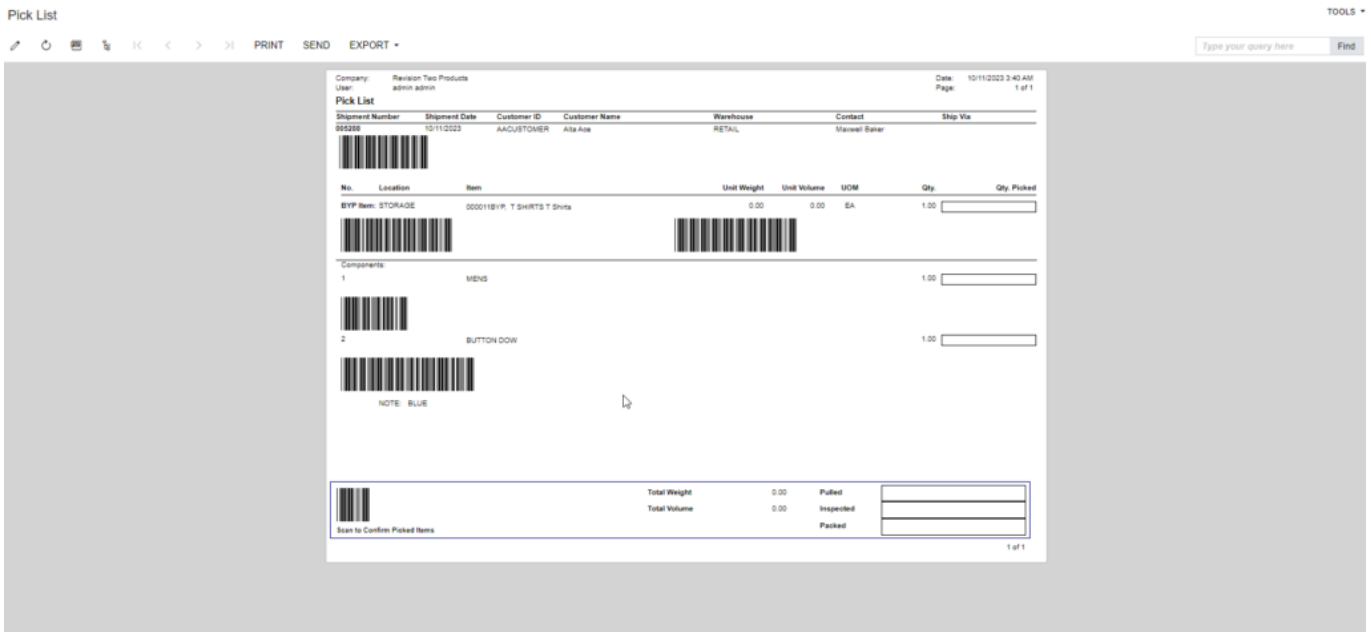 Pick List
TOOLS
PRINT SEND EXPORT
Type your query here Find
Company: Revision Two Products Date: 10/11/2023 3:40 AM
User: admin admin Page: 1 of 1
Pick List
Shipment Number Shipment Date Customer ID Customer Name Warehouse Contact Ship Via
005200 10/11/2023 AACUSTOMER Alta Ace RETAIL Maxwell Baker
No. Location Item Unit Weight Unit Volume UOM Qty. Qty. Picked
BYP Item: STORAGE 000011BYP, T SHIRTS T Shirts 0.00 0.00 EA 1.00
Components:
1 MENS 1.00
2 BUTTON DOW 1.00
NOTE: BLUE
Total Weight 0.00 Pulled
Total Volume 0.00 Inspected
Packed
Scan to Confirm Picked Items
1 of 1